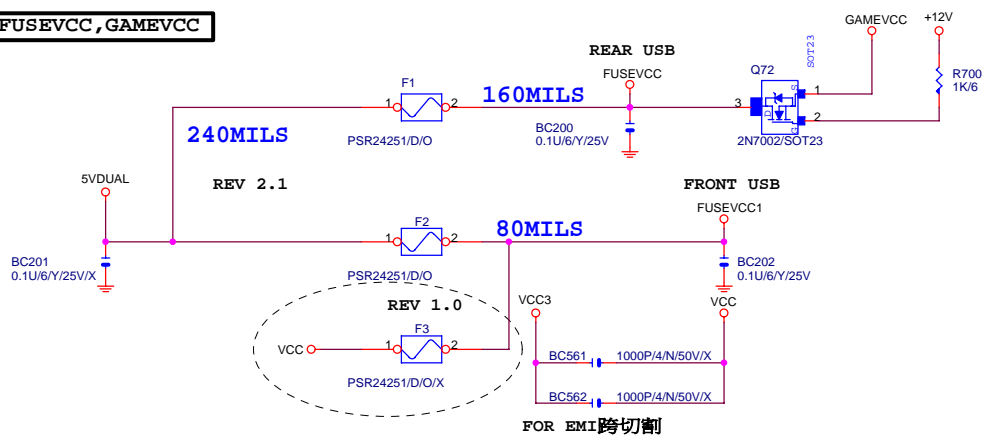 FUSEVCC,GAMEVCC
GAMEVCC
+12V
REAR USB
FUSEVCC
SOT23
Q72
R700
1K/6
F1
1
2
160MILS
3
D
S
G
1
2
2N7002/SOT23
240MILS
PSR24251/D/O
BC200
0.1U/6/Y/25V
5VDUAL
REV 2.1
FRONT USB
FUSEVCC1
F2
1
2
80MILS
BC201
0.1U/6/Y/25V/X
PSR24251/D/O
BC202
0.1U/6/Y/25V
REV 1.0
VCC3
VCC
F3
VCC
1
2
PSR24251/D/O/X
BC561
1000P/4/N/50V/X
BC562
1000P/4/N/50V/X
FOR EMI跨切割